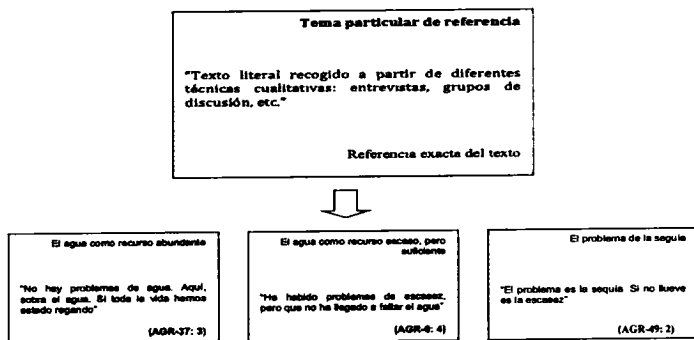 Tema particular de referencia
"Texto literal recogido a partir de diferentes
técnicas cualitativas: entrevistas, grupos de
discusión, etc."
Referencia exacta del texto
El agua como recurso abundante
"No hay problemas de agua. Aquí,
sobra el agua. Si toda la vida hemos
estado regando"
(AGR-37: 3)
El agua como recurso escaso, pero
suficiente
"Ha habido problemas de escasez,
pero que no ha llegado a faltar el agua"
(AGR-6: 4)
El problema de la sequía
"El problema es la sequía. Si no llueve
es la escasez"
(AGR-49: 2)